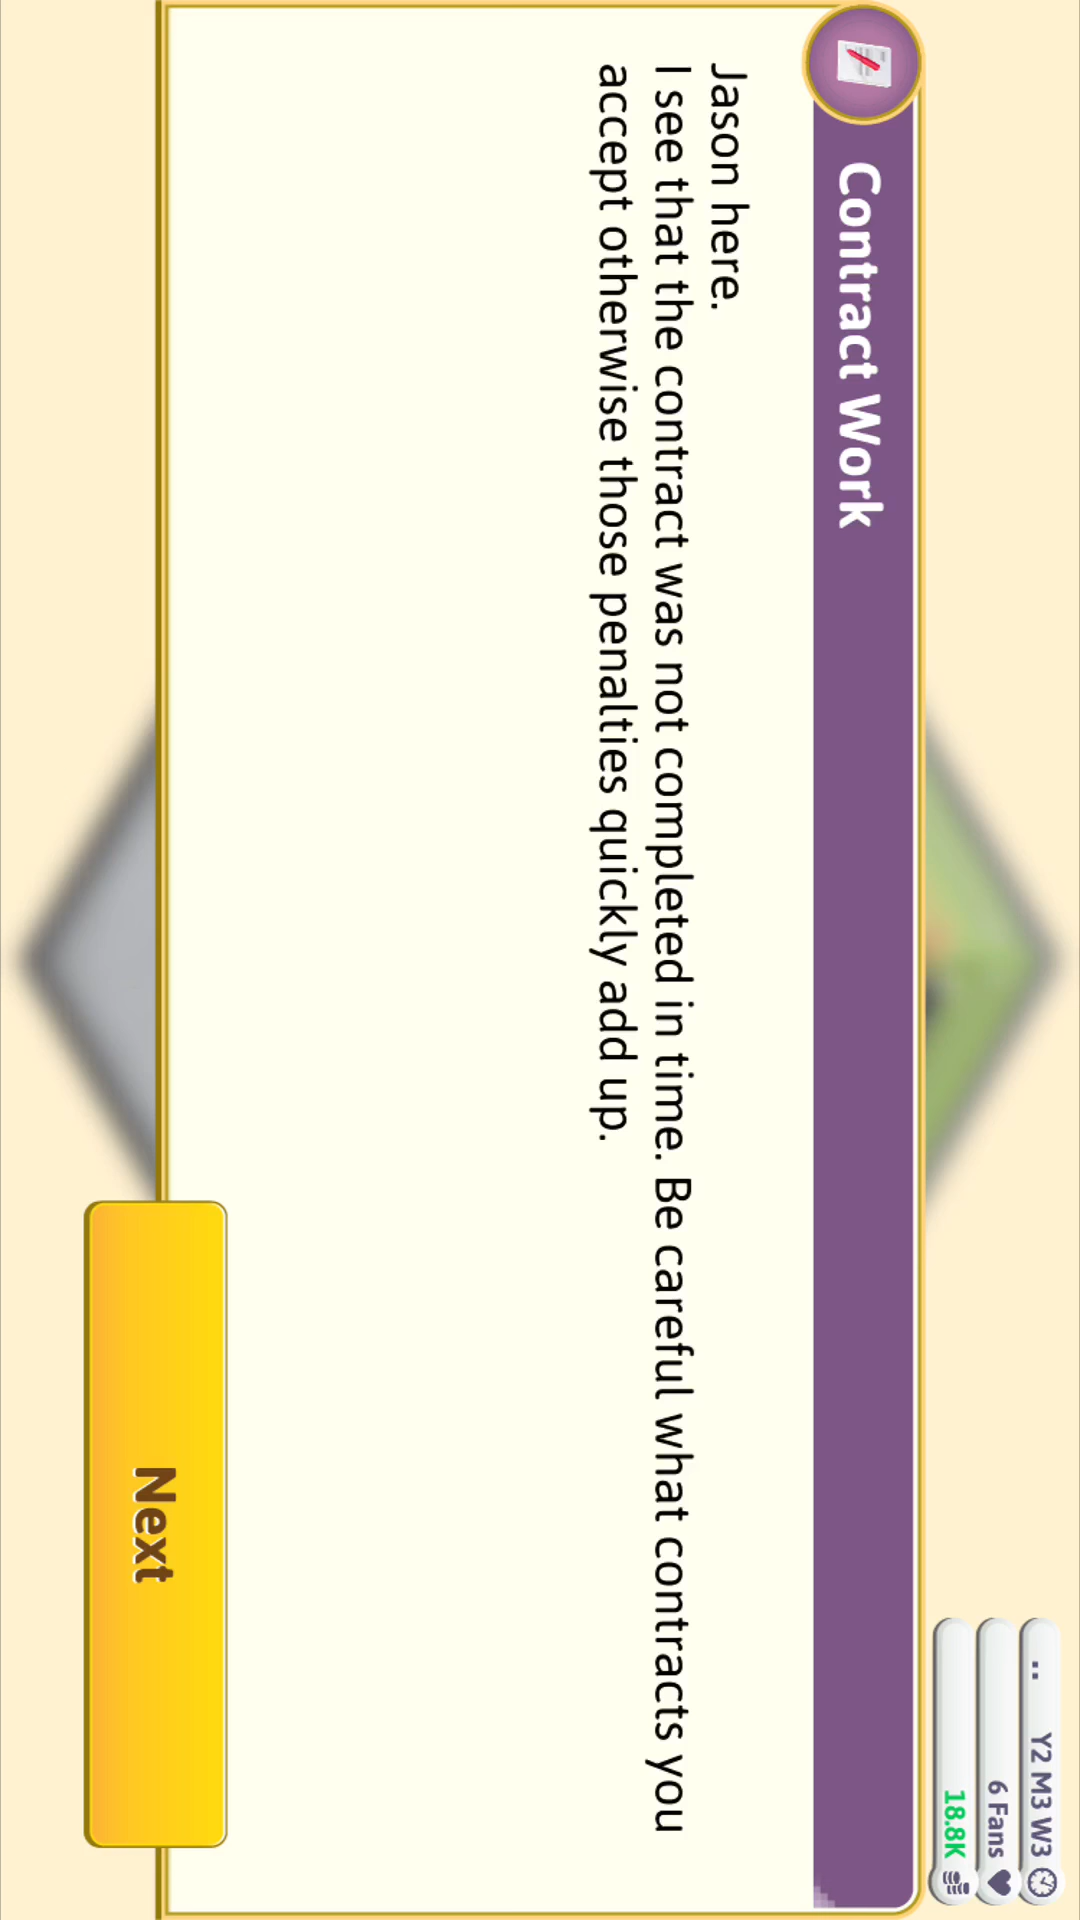 Y2 M3 W3
6 Fans
18.8K
Contract Work
Jason here.
I see that the contract was not completed in time. Be careful what contracts you
accept otherwise those penalties quickly add up.
Next